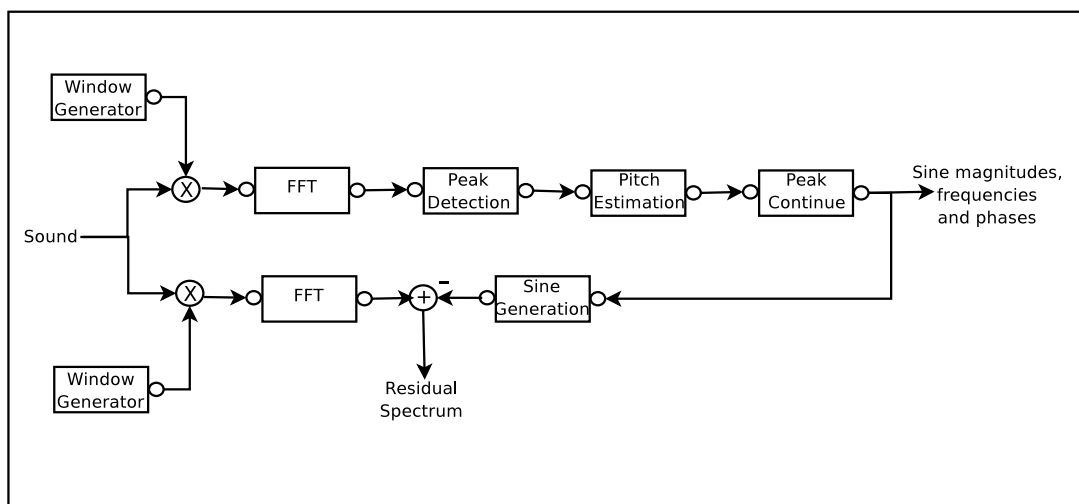 Window
Generator
X
FFT
Peak
Detection
Pitch
Estimation
Peak
Continue
Sine magnitudes,
frequencies
and phases
Sound
X
FFT
+
-
Sine
Generation
Window
Generator
Residual
Spectrum